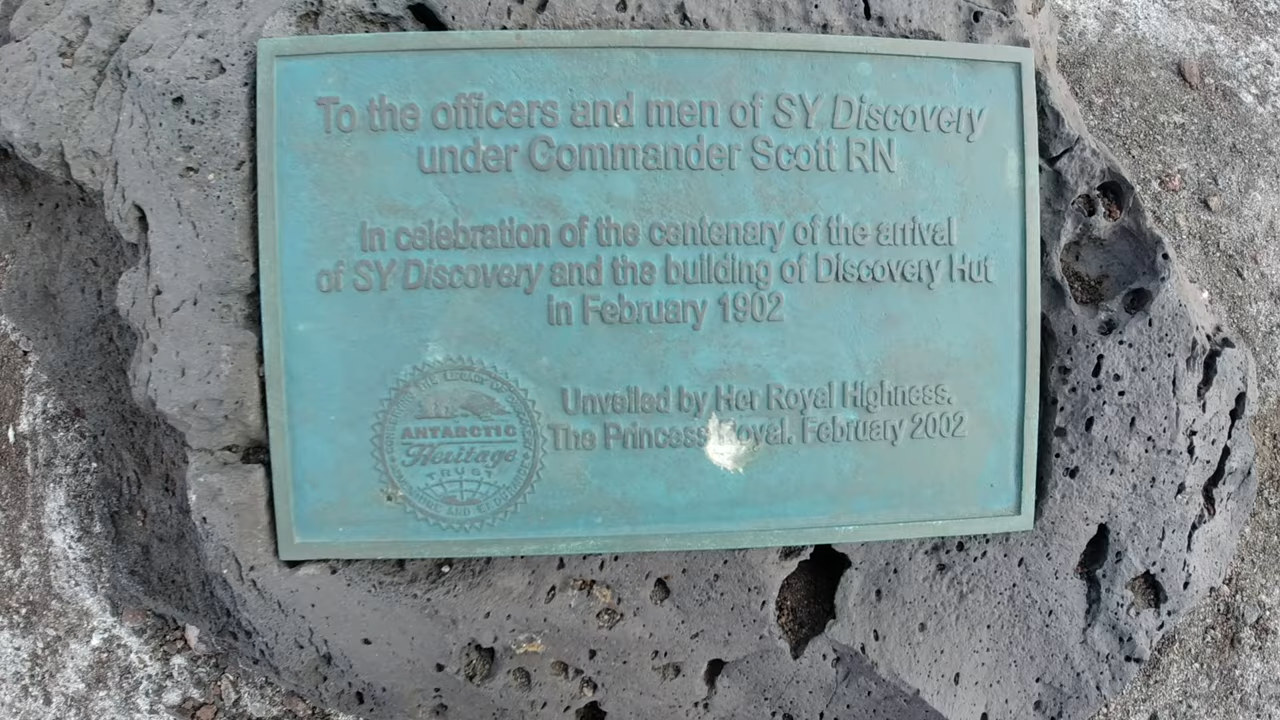 To the officers and men of SY Discovery
under Commander Scott RN
In celebration of the centenary of the arrival
of SY Discovery and the building of Discovery Hut
in February 1902
Unveiled by Her Royal Highness.
The Princess Royal. February 2002
ANTARCTIC
Heritage
TRUST